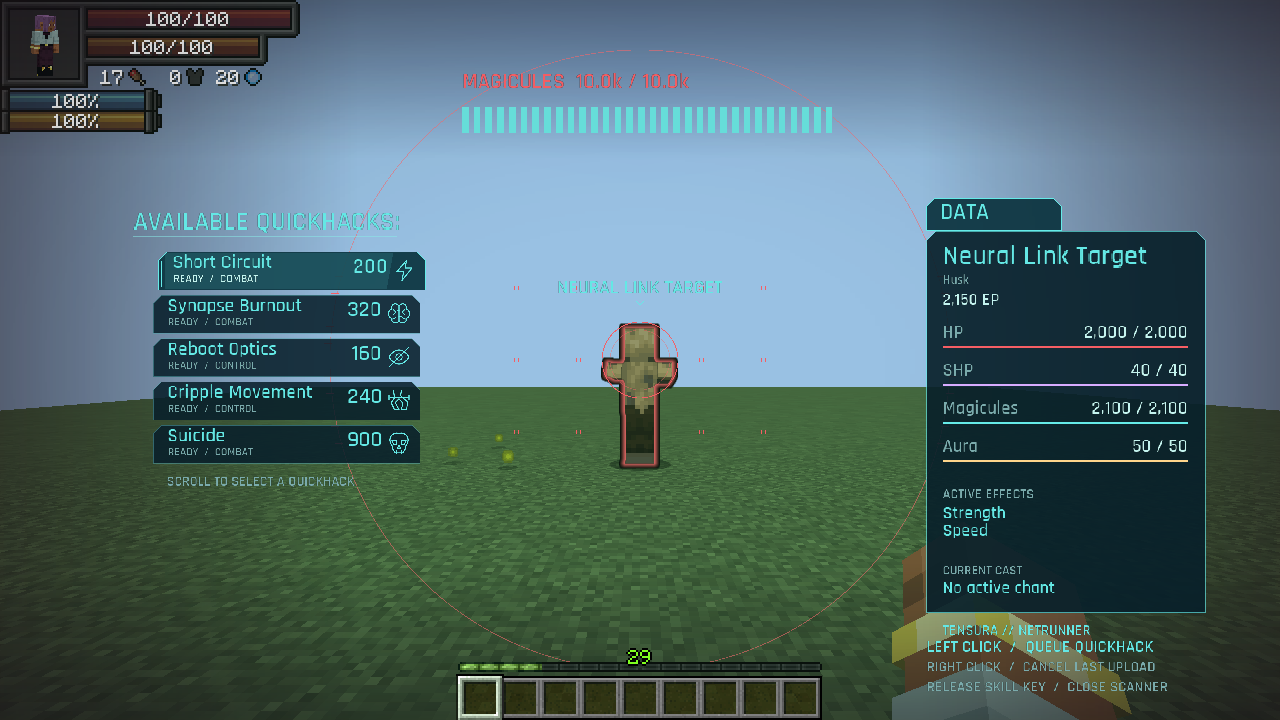 100/100
100/100
17 0 20
100%
100%
MAGICULES 10.0k / 10.0k
AVAILABLE QUICKHACKS:
Short Circuit 200
READY / COMBAT
Synapse Burnout 320
READY / COMBAT
Reboot Optics 160
READY / CONTROL
Cripple Movement 240
READY / CONTROL
Suicide 900
READY / COMBAT
SCROLL TO SELECT A QUICKHACK
NEURAL LINK TARGET
DATA
Neural Link Target
Husk
2,150 EP
HP 2,000 / 2,000
SHP 40 / 40
Magicules 2,100 / 2,100
Aura 50 / 50
ACTIVE EFFECTS
Strength
Speed
CURRENT CAST
No active chant
TENSURA // NETRUNNER
LEFT CLICK / QUEUE QUICKHACK
RIGHT CLICK / CANCEL LAST UPLOAD
RELEASE SKILL KEY / CLOSE SCANNER
29